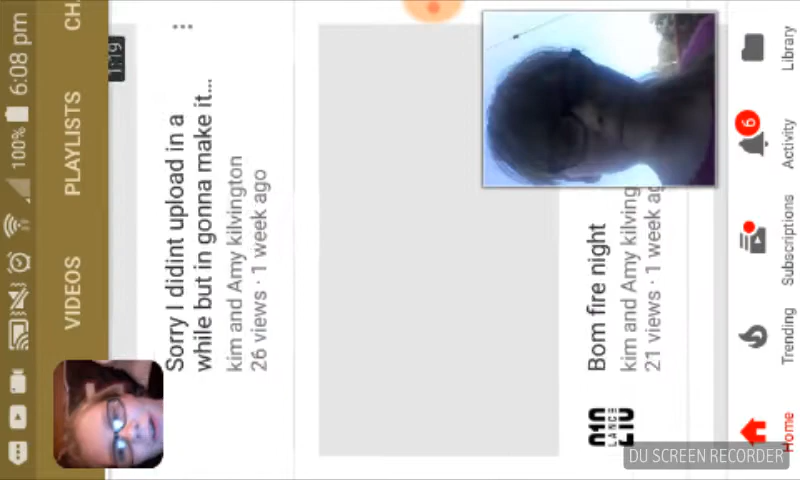 100% 6:08 pm
VIDEOS PLAYLISTS CH
1:19
Sorry I didint upload in a
while but in gonna make it...
kim and Amy kilvington
26 views · 1 week ago
Bom fire night
kim and Amy kilving
21 views · 1 week ag
LANCE
210
Home Trending Subscriptions Activity Library
6
DU SCREEN RECORDER